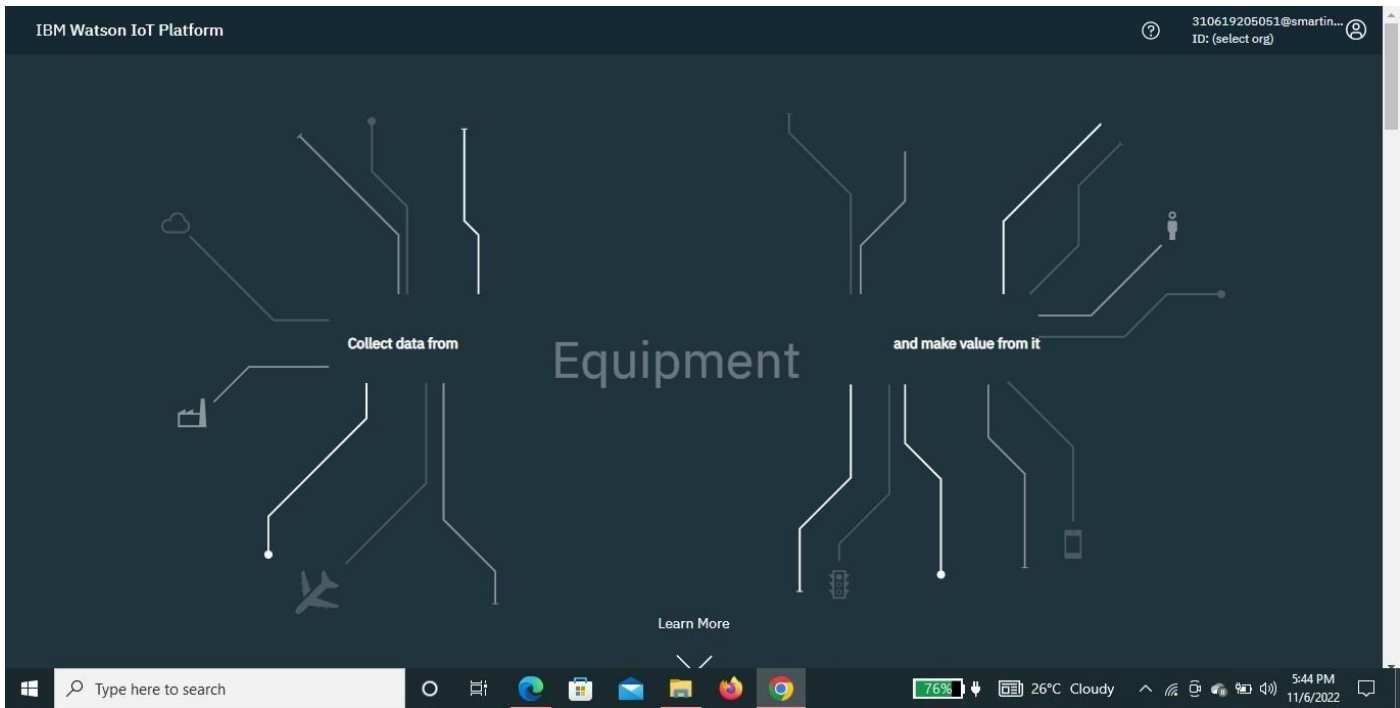 IBM Watson IoT Platform
310619205051@smartin...
ID: (select org)
Collect data from
Equipment
and make value from it
Learn More
Type here to search
76%
26°C Cloudy
5:44 PM
11/6/2022